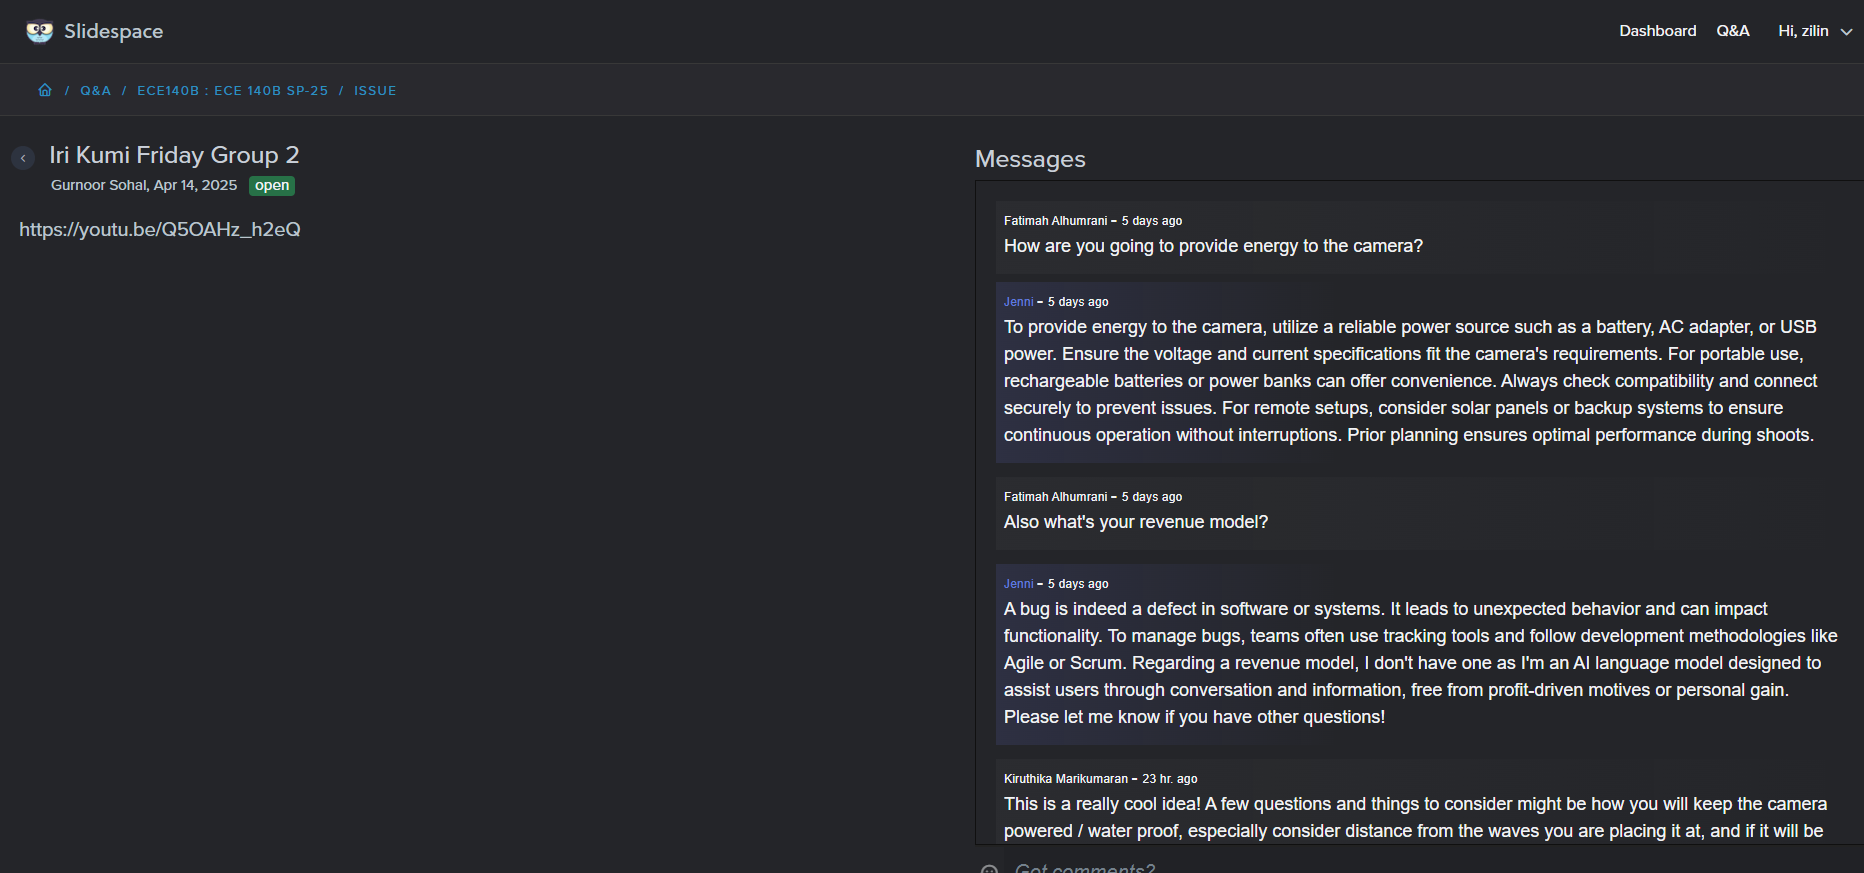 Slidespace
Dashboard Q&A Hi, zilin
/ Q&A / ECE140B : ECE 140B SP-25 / ISSUE
Iri Kumi Friday Group 2
Gurnoor Sohal, Apr 14, 2025 open
https://youtu.be/Q5OAHz_h2eQ
Messages
Fatimah Alhumrani – 5 days ago
How are you going to provide energy to the camera?
Jenni – 5 days ago
To provide energy to the camera, utilize a reliable power source such as a battery, AC adapter, or USB
power. Ensure the voltage and current specifications fit the camera's requirements. For portable use,
rechargeable batteries or power banks can offer convenience. Always check compatibility and connect
securely to prevent issues. For remote setups, consider solar panels or backup systems to ensure
continuous operation without interruptions. Prior planning ensures optimal performance during shoots.
Fatimah Alhumrani – 5 days ago
Also what's your revenue model?
Jenni – 5 days ago
A bug is indeed a defect in software or systems. It leads to unexpected behavior and can impact
functionality. To manage bugs, teams often use tracking tools and follow development methodologies like
Agile or Scrum. Regarding a revenue model, I don't have one as I'm an AI language model designed to
assist users through conversation and information, free from profit-driven motives or personal gain.
Please let me know if you have other questions!
Kiruthika Marikumaran – 23 hr. ago
This is a really cool idea! A few questions and things to consider might be how you will keep the camera
powered / water proof, especially consider distance from the waves you are placing it at, and if it will be
Got comments?